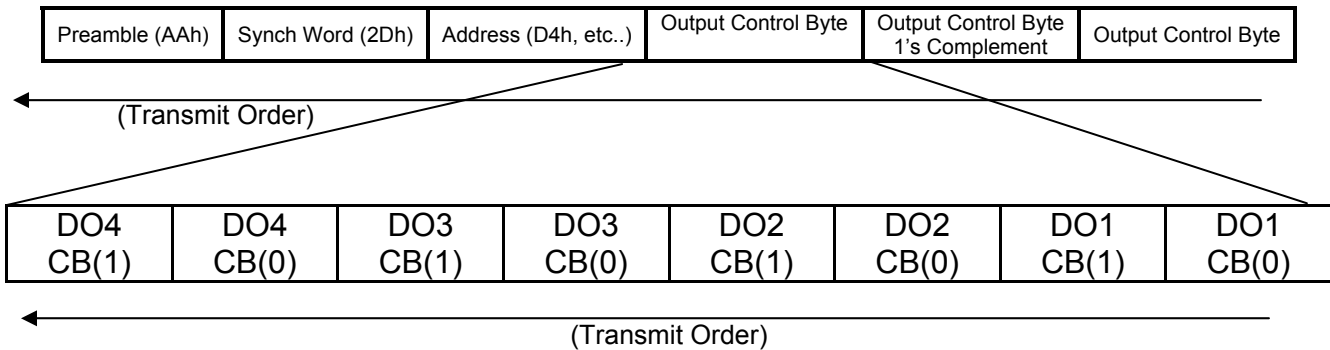 Preamble (AAh) Synch Word (2Dh) Address (D4h, etc..) Output Control Byte Output Control Byte 1's Complement Output Control Byte
(Transmit Order)
DO4 DO4 DO3 DO3 DO2 DO2 DO1 DO1
CB(1) CB(0) CB(1) CB(0) CB(1) CB(0) CB(1) CB(0)
(Transmit Order)